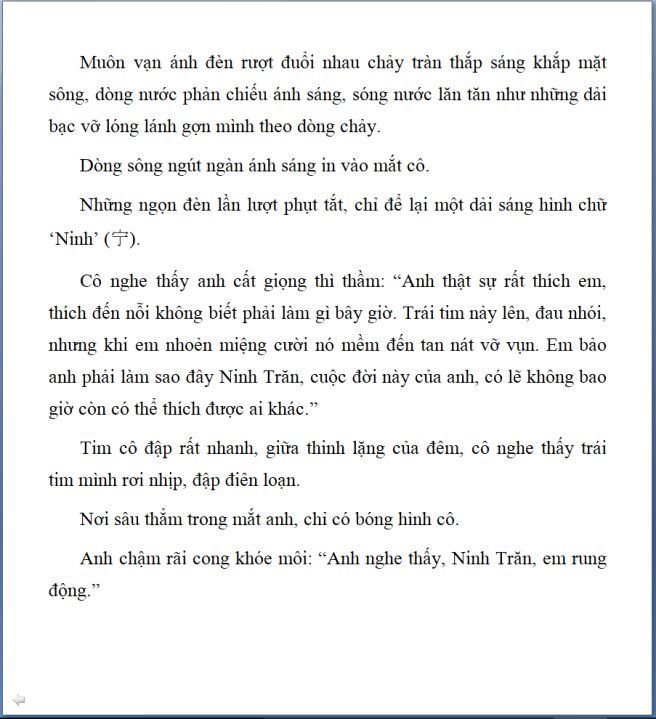 Muôn vạn ánh đèn rượt đuổi nhau chảy tràn thắp sáng khắp mặt
sông, dòng nước phản chiếu ánh sáng, sóng nước lăn tăn như những dải
bạc vỡ lóng lánh gợn mình theo dòng chảy.
Dòng sông ngút ngàn ánh sáng in vào mắt cô.
Những ngọn đèn lần lượt phụt tắt, chỉ để lại một dải sáng hình chữ
‘Ninh’ (宁).
Cô nghe thấy anh cất giọng thì thầm: “Anh thật sự rất thích em,
thích đến nỗi không biết phải làm gì bây giờ. Trái tim nảy lên, đau nhói,
nhưng khi em nhoẻn miệng cười nó mềm đến tan nát vỡ vụn. Em bảo
anh phải làm sao đây Ninh Trăn, cuộc đời này của anh, có lẽ không bao
giờ còn có thể thích được ai khác.”
Tim cô đập rất nhanh, giữa thinh lặng của đêm, cô nghe thấy trái
tim mình rơi nhịp, đập điên loạn.
Nơi sâu thẳm trong mắt anh, chỉ có bóng hình cô.
Anh chậm rãi cong khóe môi: “Anh nghe thấy, Ninh Trăn, em rung
động.”